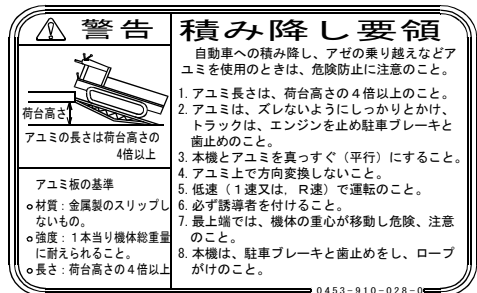 警告
荷台高さ
アユミの長さは荷台高さの
4倍以上
アユミ板の基準
○材質：金属製のスリップし
ないもの。
○強度：１本当り機体総重量
に耐えられること。
○長さ：荷台高さの４倍以上
積み降し要領
自動車への積み降し、アゼの乗り越えなどア
ユミを使用のときは、危険防止に注意のこと。
1. アユミ長さは、荷台高さの４倍以上のこと。
2. アユミは、ズレないようにしっかりとかけ、
トラックは、エンジンを止め駐車ブレーキと
歯止めのこと。
3. 本機とアユミを真っすぐ（平行）にすること。
4. アユミ上で方向変換しないこと。
5. 低速（１速又は，Ｒ速）で運転のこと。
6. 必ず誘導者を付けること。
7. 最上端では、機体の重心が移動し危険、注意
のこと。
8. 本機は、駐車ブレーキと歯止めをし、ロープ
がけのこと。
0453-910-028-0